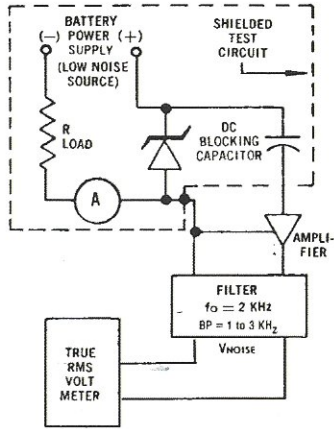 BATTERY
(-) POWER (+)
SUPPLY
(LOW NOISE
SOURCE)
SHIELDED
TEST
CIRCUIT
R
LOAD
DC
BLOCKING
CAPACITOR
A
AMPLI-
FIER
FILTER
fo = 2 KHz
BP = 1 to 3 KHz
VNOISE
TRUE
RMS
VOLT
METER